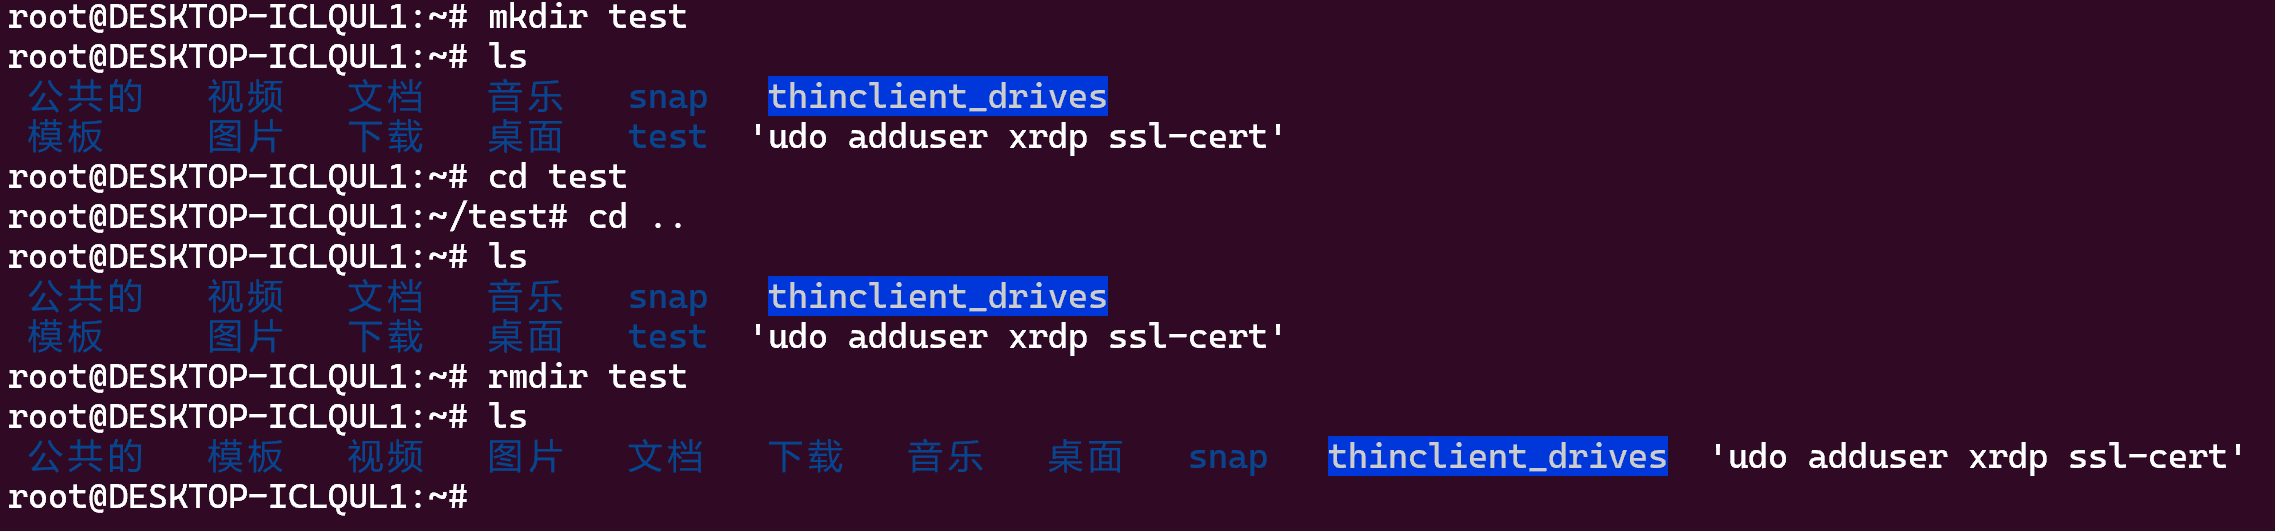 root@DESKTOP-ICLQUL1:~# mkdir test
root@DESKTOP-ICLQUL1:~# ls
公共的 视频 文档 音乐 snap thinclient_drives
模板 图片 下载 桌面 test 'udo adduser xrdp ssl-cert'
root@DESKTOP-ICLQUL1:~# cd test
root@DESKTOP-ICLQUL1:~/test# cd ..
root@DESKTOP-ICLQUL1:~# ls
公共的 视频 文档 音乐 snap thinclient_drives
模板 图片 下载 桌面 test 'udo adduser xrdp ssl-cert'
root@DESKTOP-ICLQUL1:~# rmdir test
root@DESKTOP-ICLQUL1:~# ls
公共的 模板 视频 图片 文档 下载 音乐 桌面 snap thinclient_drives 'udo adduser xrdp ssl-cert'
root@DESKTOP-ICLQUL1:~#